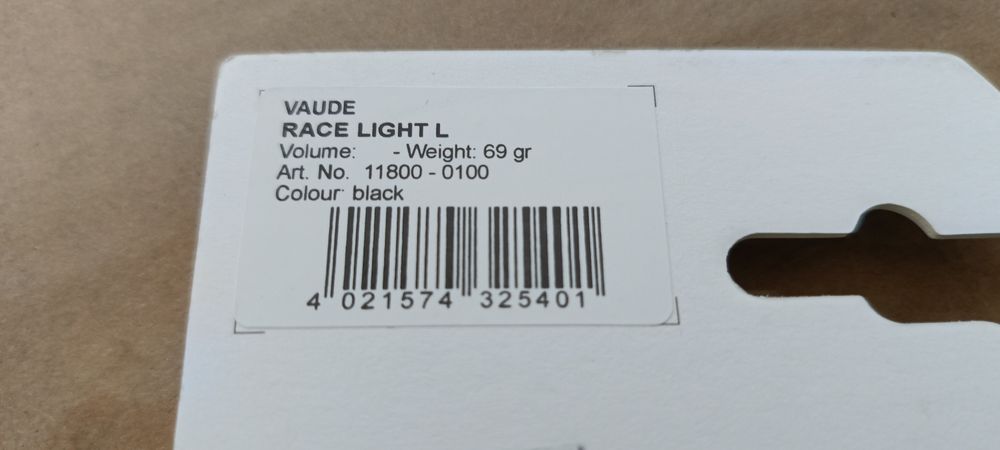 VAUDE
RACE LIGHT L
Volume: - Weight: 69 gr
Art. No. 11800 - 0100
Colour: black
4 021574 325401